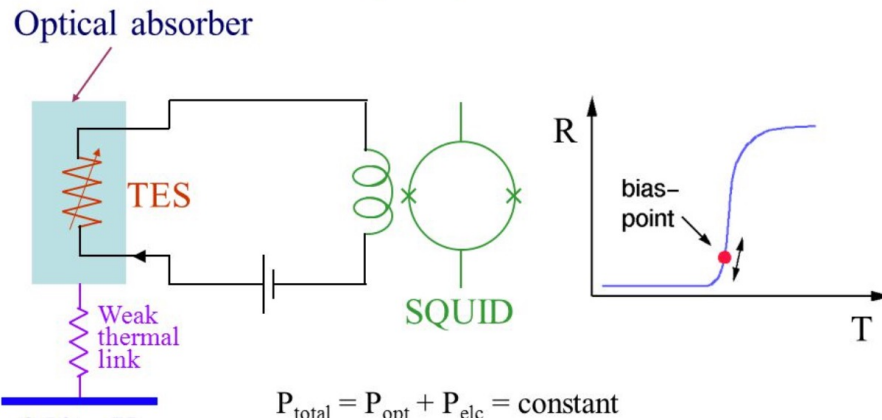 Optical absorber
TES
SQUID
Weak
thermal
link
R
bias–
point
T
P_total = P_opt + P_elc = constant